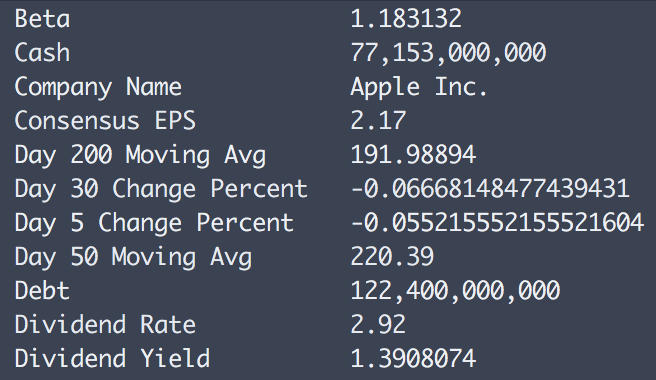 Beta 1.183132
Cash 77,153,000,000
Company Name Apple Inc.
Consensus EPS 2.17
Day 200 Moving Avg 191.98894
Day 30 Change Percent -0.06668148477439431
Day 5 Change Percent -0.055215552155521604
Day 50 Moving Avg 220.39
Debt 122,400,000,000
Dividend Rate 2.92
Dividend Yield 1.3908074